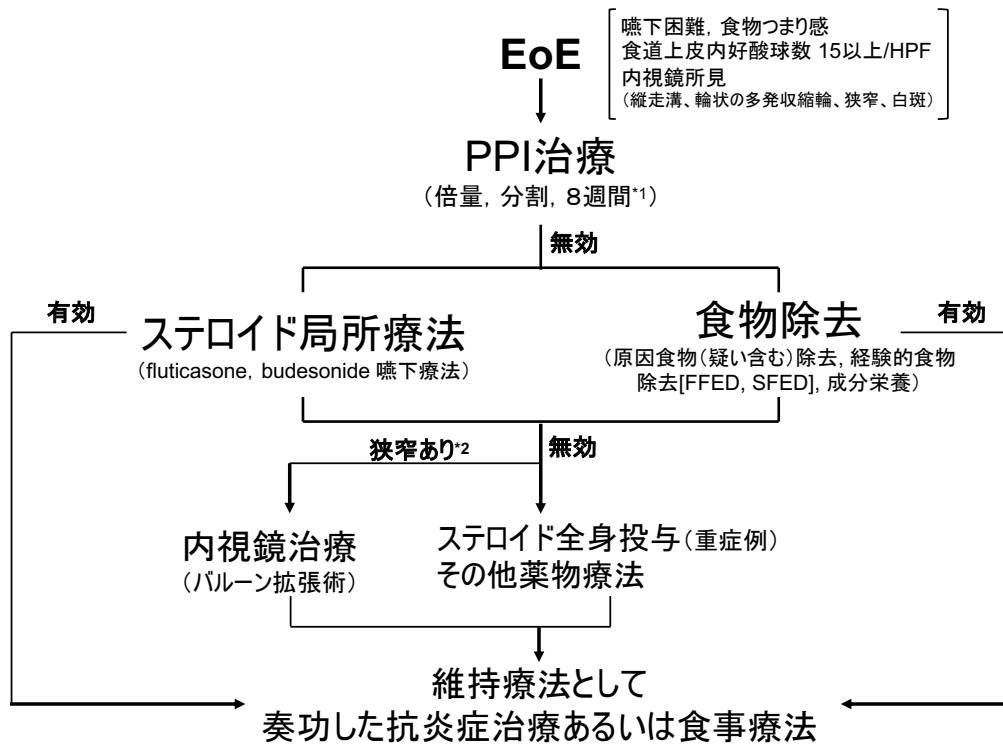 EoE
嚥下困難, 食物つまり感
食道上皮内好酸球数 15以上/HPF
内視鏡所見
（縦走溝、輪状の多発収縮輪、狭窄、白斑）
PPI治療
（倍量, 分割, 8週間*1）
無効
有効
ステロイド局所療法
（fluticasone, budesonide 嚥下療法）
食物除去
（原因食物（疑い含む）除去, 経験的食物
除去[FFED, SFED], 成分栄養）
有効
狭窄あり*2
無効
内視鏡治療
（バルーン拡張術）
ステロイド全身投与（重症例）
その他薬物療法
維持療法として
奏功した抗炎症治療あるいは食事療法